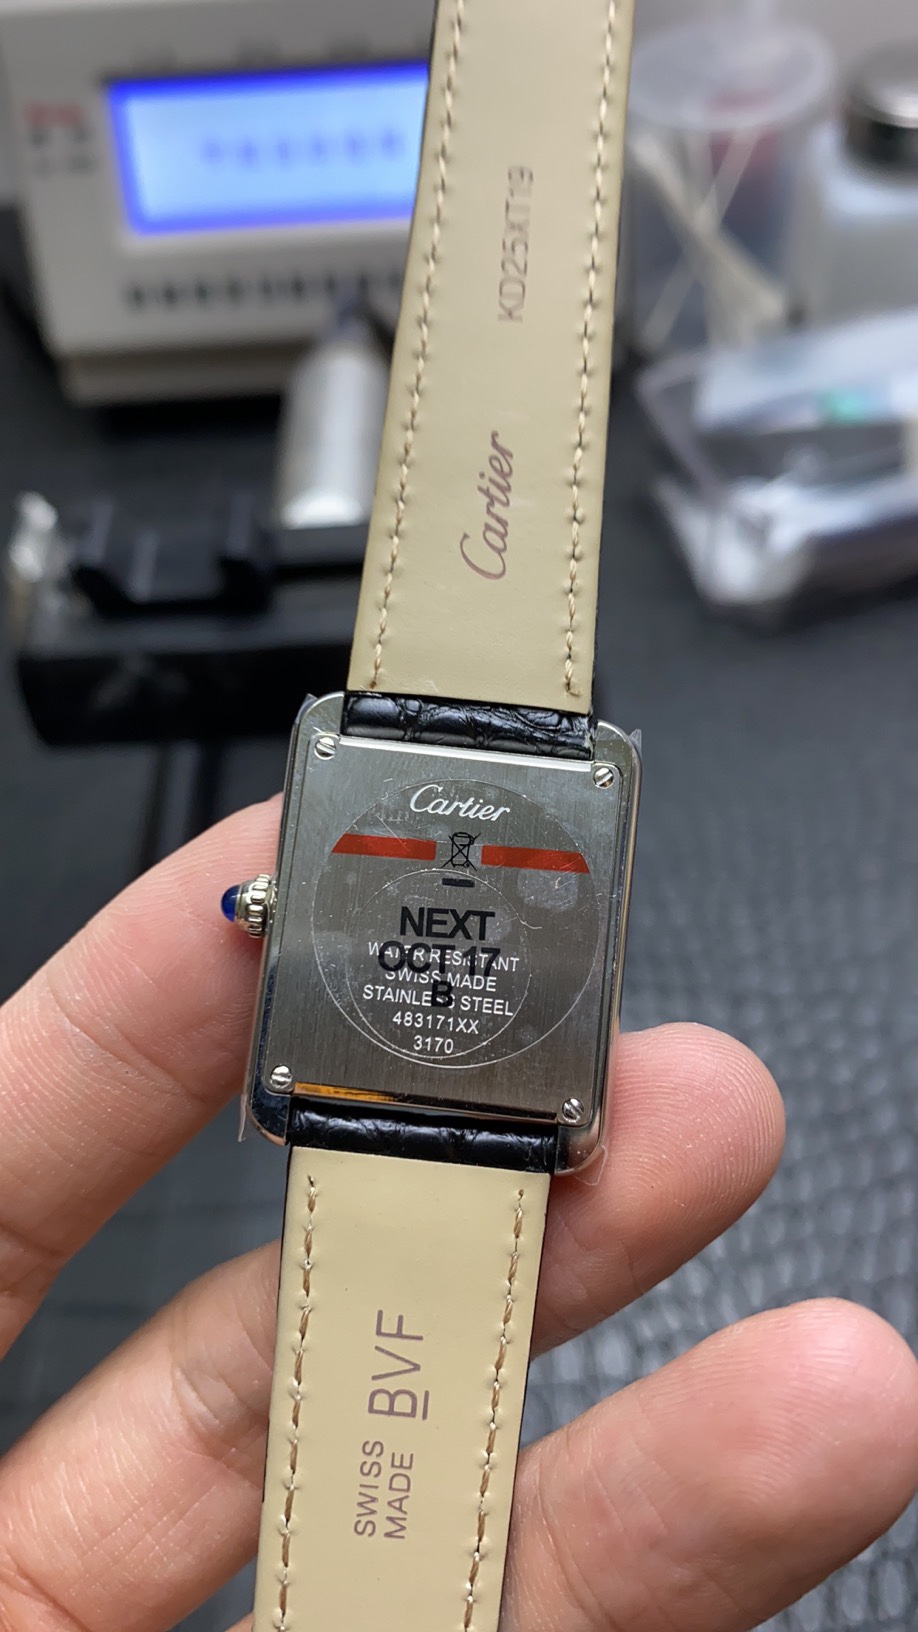 KD25XT19
Cartier
Cartier
NEXT
OCT 17
B
WATER RESISTANT
SWISS MADE
STAINLESS STEEL
483171XX
3170
BVF
SWISS
MADE